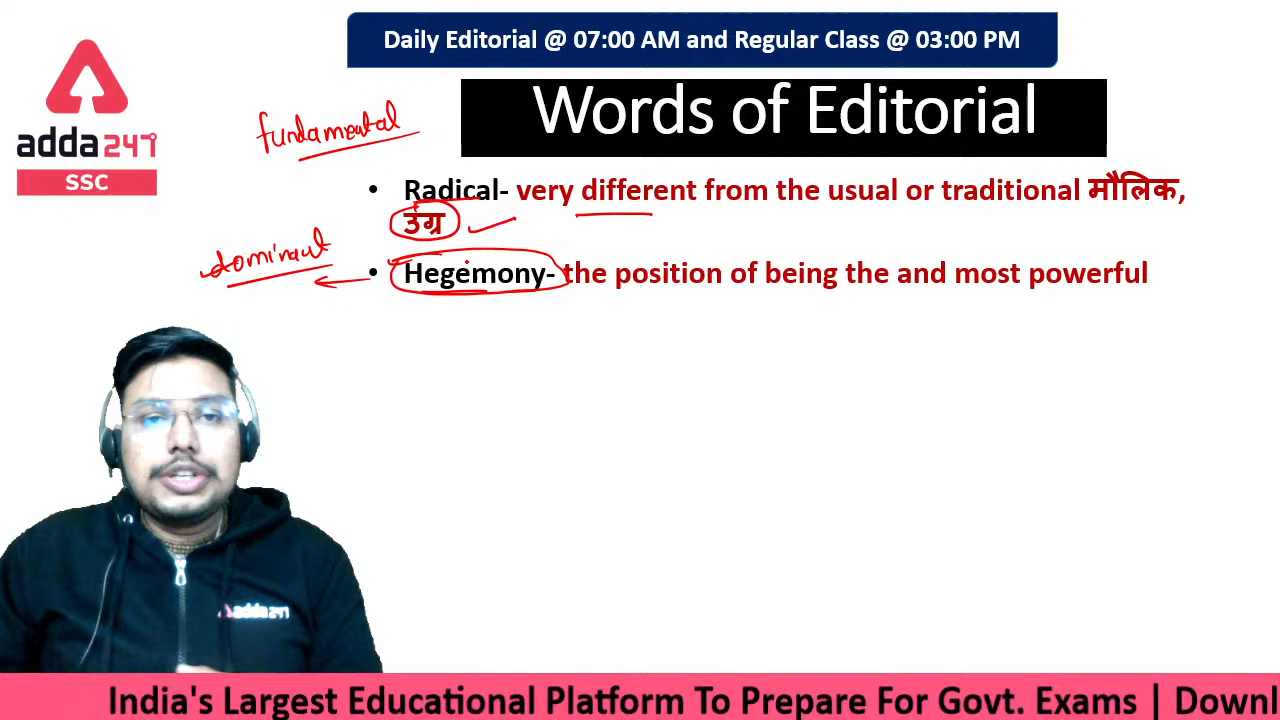 Daily Editorial @ 07:00 AM and Regular Class @ 03:00 PM
adda247
SSC
Words of Editorial
fundamental
• Radical- very different from the usual or traditional मौलिक,
उग्र
dominant
• Hegemony- the position of being the and most powerful
adda247
India's Largest Educational Platform To Prepare For Govt. Exams | Downl